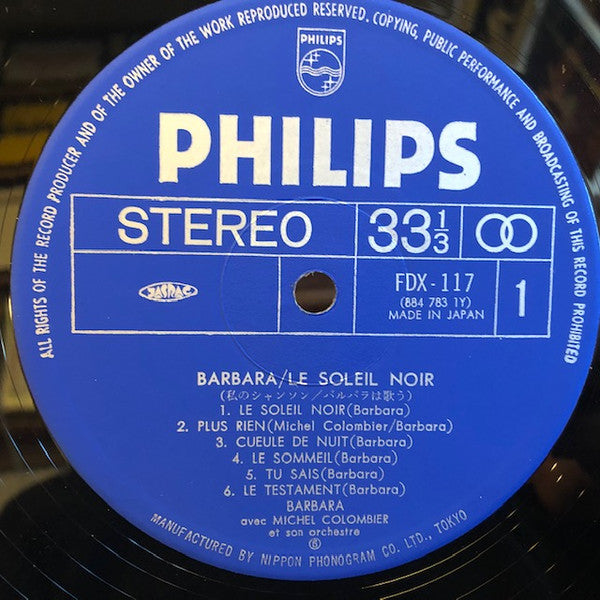 ALL RIGHTS OF THE RECORD PRODUCER AND OF THE OWNER OF THE WORK REPRODUCED RESERVED. COPYING, PUBLIC PERFORMANCE AND BROADCASTING OF THIS RECORD PROHIBITED
PHILIPS
PHILIPS
STEREO 33 1/3
JASRAC
FDX-117
(884 783 1Y)
MADE IN JAPAN
1
BARBARA/LE SOLEIL NOIR
(私のシャンソン/バルバラは歌う)
1. LE SOLEIL NOIR(Barbara)
2. PLUS RIEN(Michel Colombier/Barbara)
3. CUEULE DE NUIT(Barbara)
4. LE SOMMEIL(Barbara)
5. TU SAIS(Barbara)
6. LE TESTAMENT(Barbara)
BARBARA
avec MICHEL COLOMBIER
et son orchestre
MANUFACTURED BY NIPPON PHONOGRAM CO. LTD., TOKYO